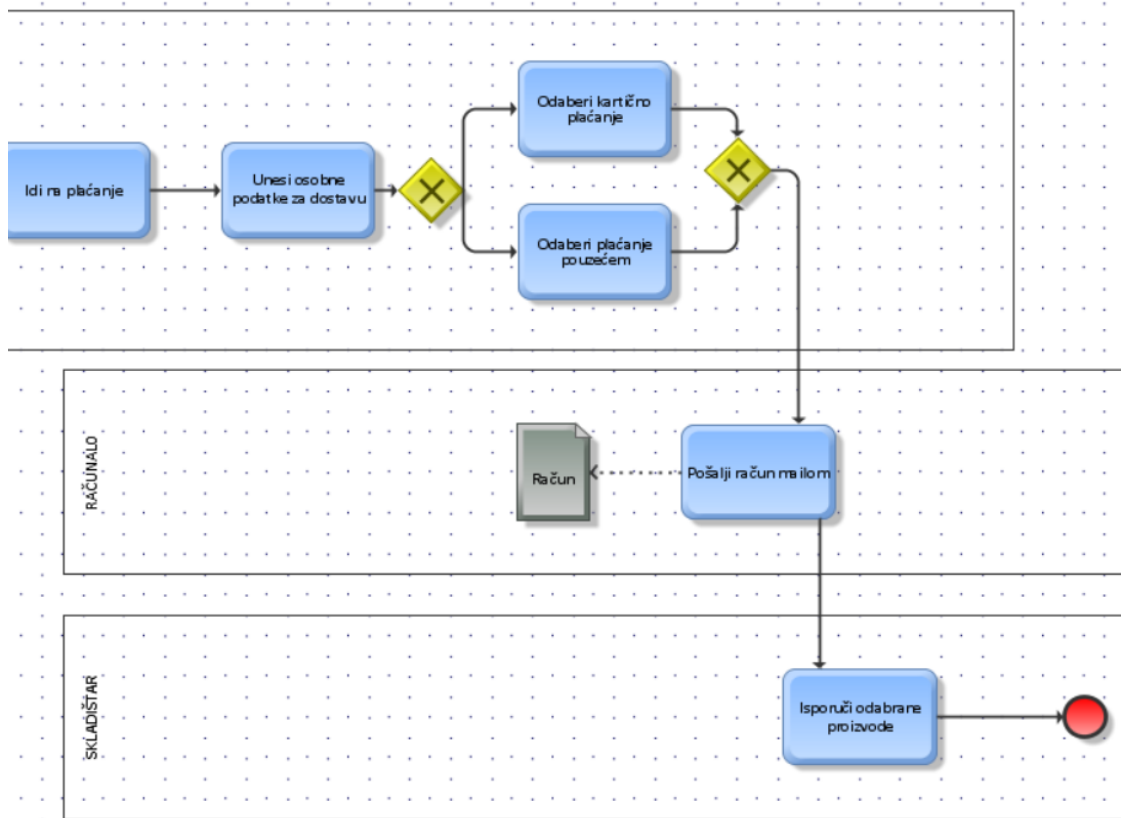 Odaberi kartično
plaćanje
Idi na plaćanje
Unesi osobne
podatke za dostavu
Odaberi plaćanje
pouzećem
RAČUNALO
Račun
Pošalji račun mailom
SKLADIŠTAR
Isporuči odabrane
proizvode